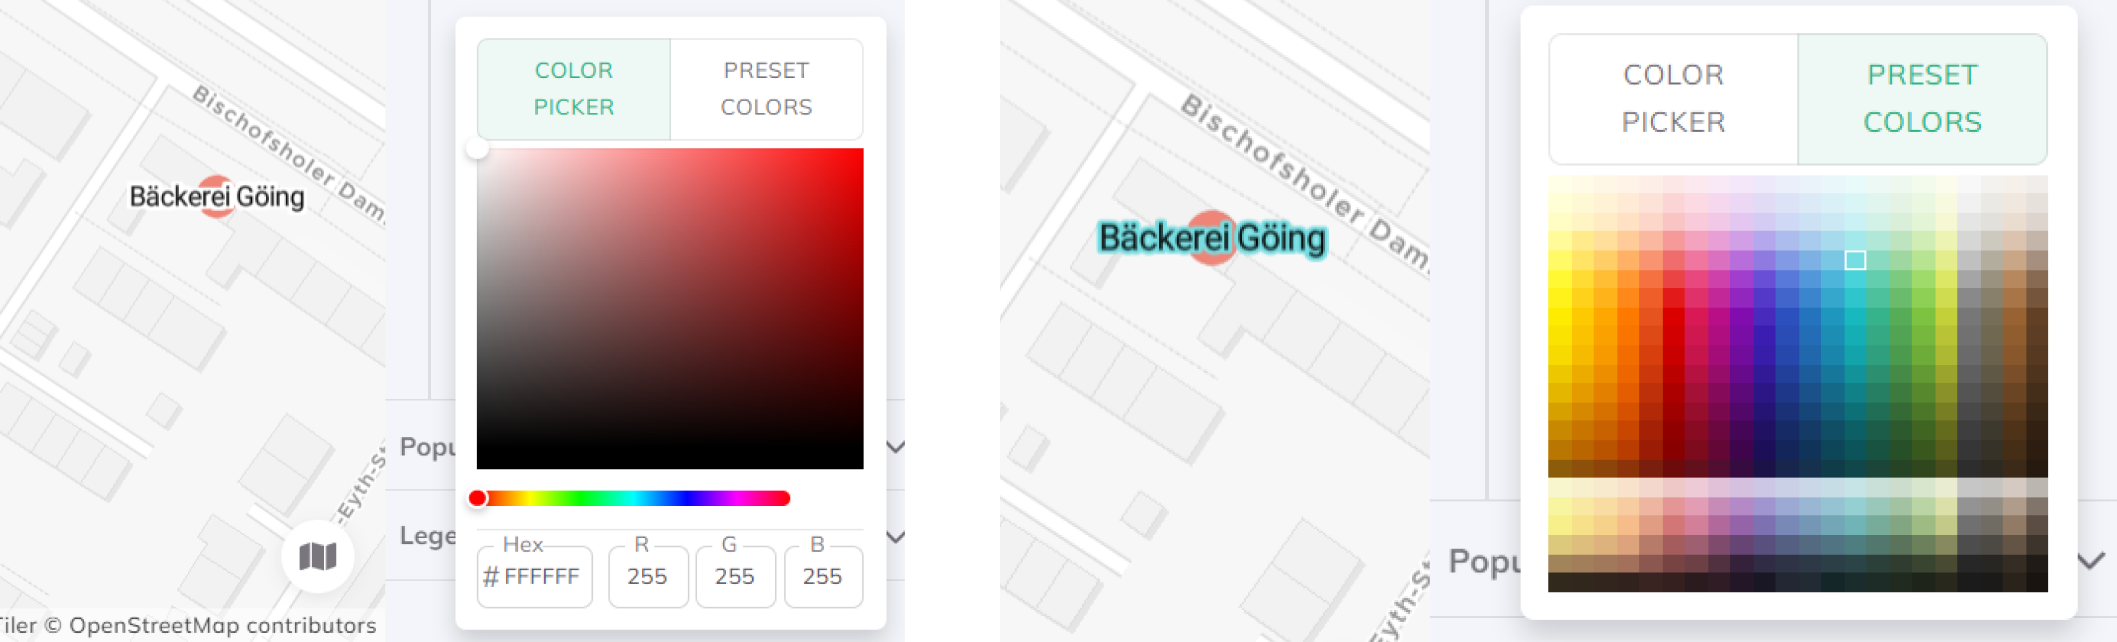 Bischofsholer Dam
Bäckerei Göing
-Eyth-S
Tiler © OpenStreetMap contributors
COLOR
PICKER
PRESET
COLORS
Popu
Lege
Hex
# FFFFFF
R
255
G
255
B
255
Bischofsholer Dam
Bäckerei Göing
Eyth-S
COLOR
PICKER
PRESET
COLORS
Popu